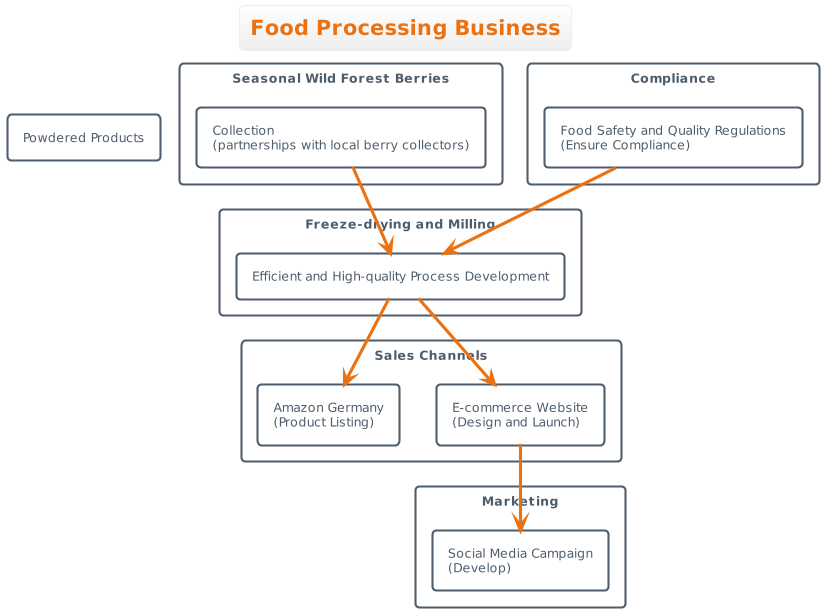 Food Processing Business
Seasonal Wild Forest Berries
Compliance
Powdered Products
Collection
(partnerships with local berry collectors)
Food Safety and Quality Regulations
(Ensure Compliance)
Freeze-drying and Milling
Efficient and High-quality Process Development
Sales Channels
Amazon Germany
(Product Listing)
E-commerce Website
(Design and Launch)
Marketing
Social Media Campaign
(Develop)